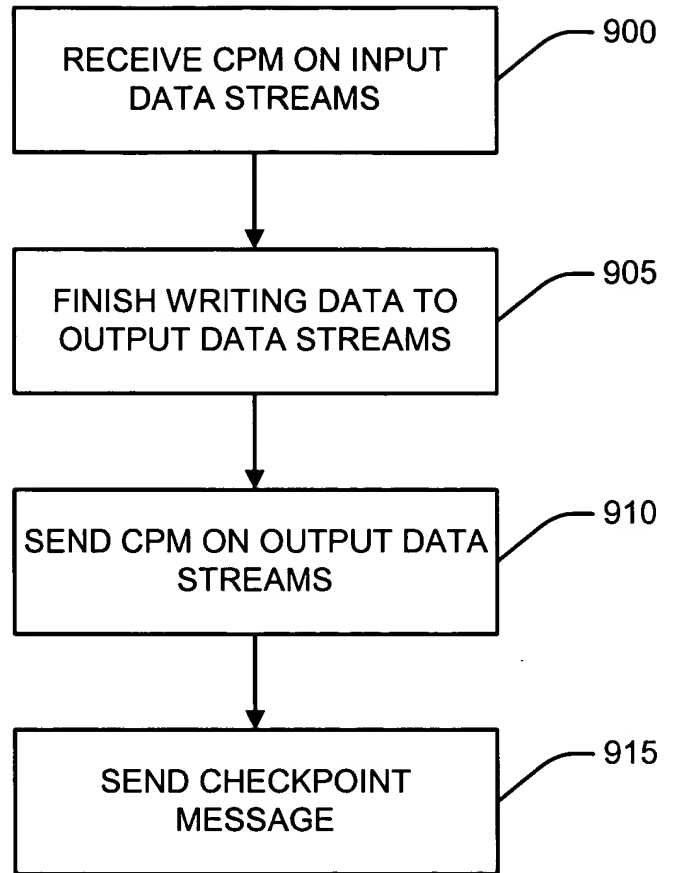 RECEIVE CPM ON INPUT
DATA STREAMS
900
FINISH WRITING DATA TO
OUTPUT DATA STREAMS
905
SEND CPM ON OUTPUT DATA
STREAMS
910
SEND CHECKPOINT
MESSAGE
915